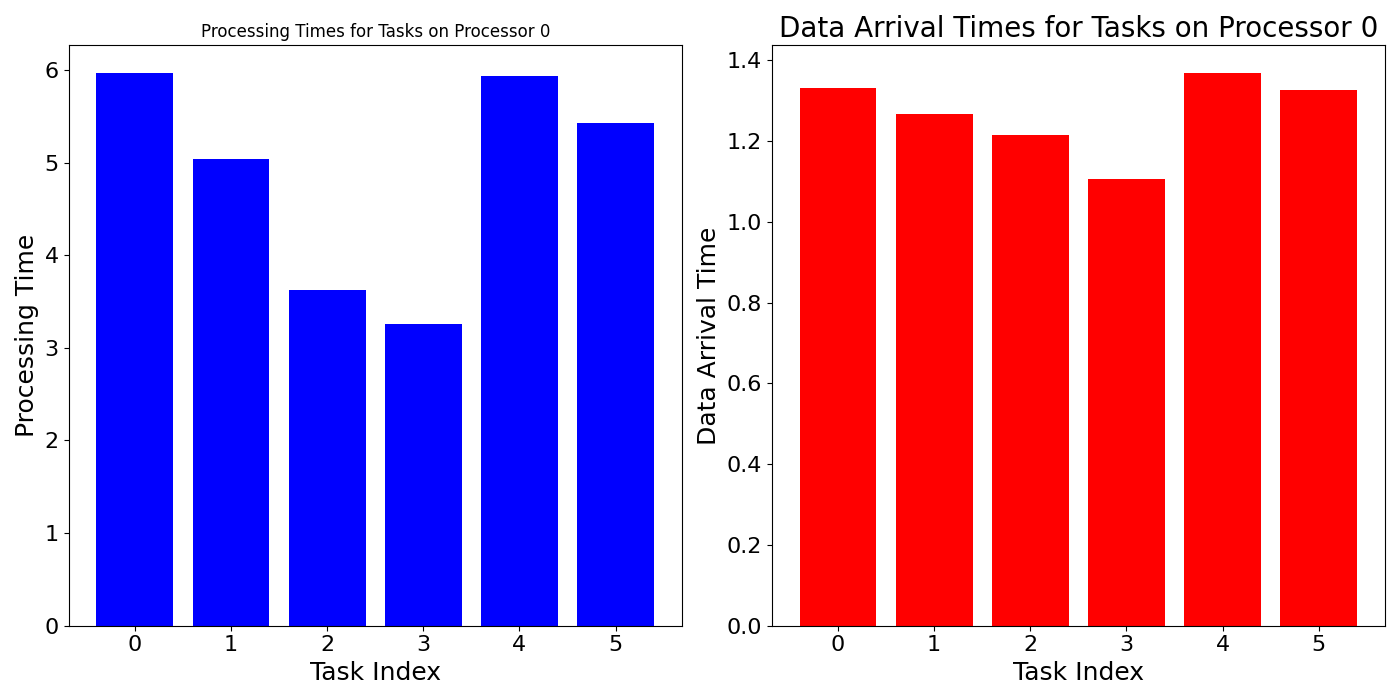 Processing Times for Tasks on Processor 0
6
5
4
3
2
1
0
Processing Time
0 1 2 3 4 5
Task Index
Data Arrival Times for Tasks on Processor 0
1.4
1.2
1.0
0.8
0.6
0.4
0.2
0.0
Data Arrival Time
0 1 2 3 4 5
Task Index